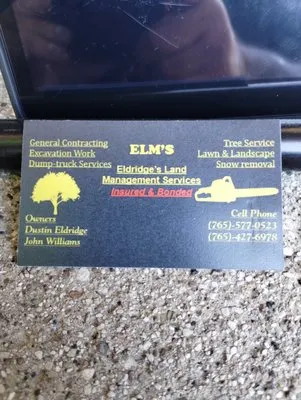 General Contracting
Excavation Work
Dump-truck Services
ELM'S
Eldridge's Land
Management Services
Insured & Bonded
Tree Service
Lawn & Landscape
Snow removal
Owners
Dustin Eldridge
John Williams
Cell Phone
(765)-577-0523
(765)-427-6978